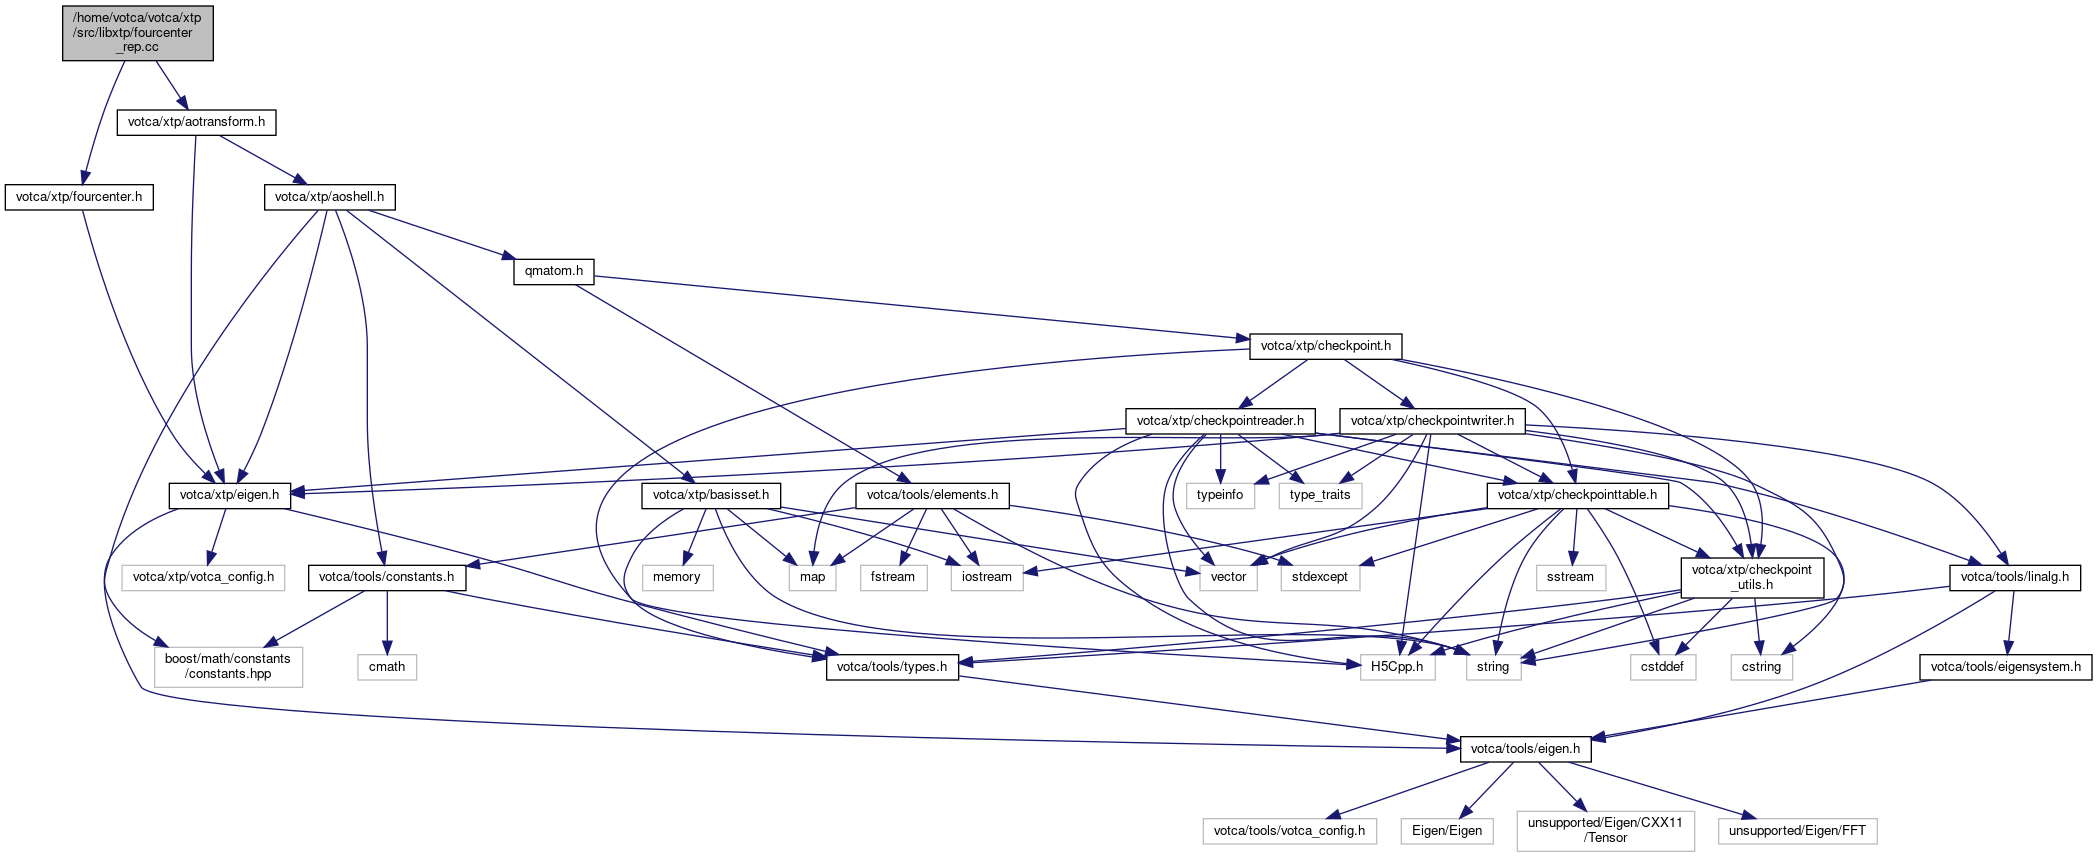 /home/votca/votca/xtp
/src/libxtp/fourcenter
_rep.cc
votca/xtp/aotransform.h
votca/xtp/fourcenter.h
votca/xtp/aoshell.h
qmatom.h
votca/xtp/checkpoint.h
votca/xtp/checkpointreader.h
votca/xtp/checkpointwriter.h
votca/xtp/eigen.h
votca/xtp/basisset.h
votca/tools/elements.h
typeinfo
type_traits
votca/xtp/checkpointtable.h
votca/xtp/votca_config.h
votca/tools/constants.h
memory
map
fstream
iostream
vector
stdexcept
sstream
votca/xtp/checkpoint
_utils.h
votca/tools/linalg.h
boost/math/constants
/constants.hpp
cmath
votca/tools/types.h
H5Cpp.h
string
cstddef
cstring
votca/tools/eigensystem.h
votca/tools/eigen.h
votca/tools/votca_config.h
Eigen/Eigen
unsupported/Eigen/CXX11
/Tensor
unsupported/Eigen/FFT